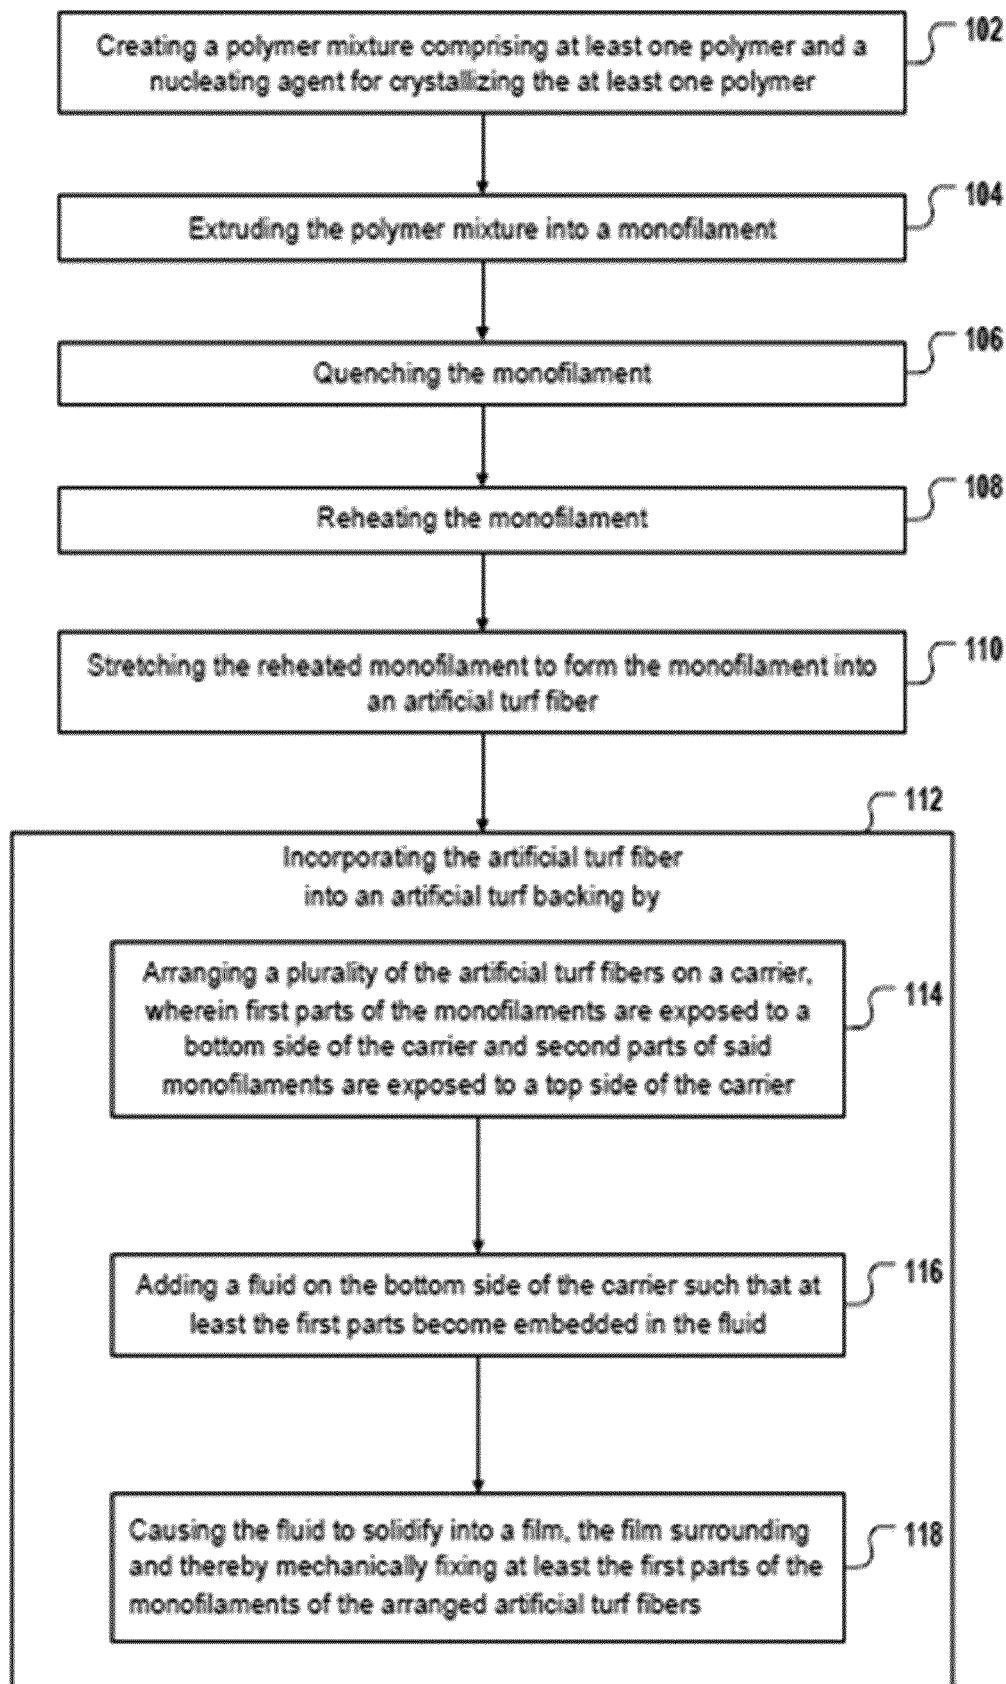 Creating a polymer mixture comprising at least one polymer and a
nucleating agent for crystallizing the at least one polymer
102
Extruding the polymer mixture into a monofilament
104
Quenching the monofilament
106
Reheating the monofilament
108
Stretching the reheated monofilament to form the monofilament into
an artificial turf fiber
110
112
Incorporating the artificial turf fiber
into an artificial turf backing by
Arranging a plurality of the artificial turf fibers on a carrier,
wherein first parts of the monofilaments are exposed to a
bottom side of the carrier and second parts of said
monofilaments are exposed to a top side of the carrier
114
Adding a fluid on the bottom side of the carrier such that at
least the first parts become embedded in the fluid
116
Causing the fluid to solidify into a film, the film surrounding
and thereby mechanically fixing at least the first parts of the
monofilaments of the arranged artificial turf fibers
118